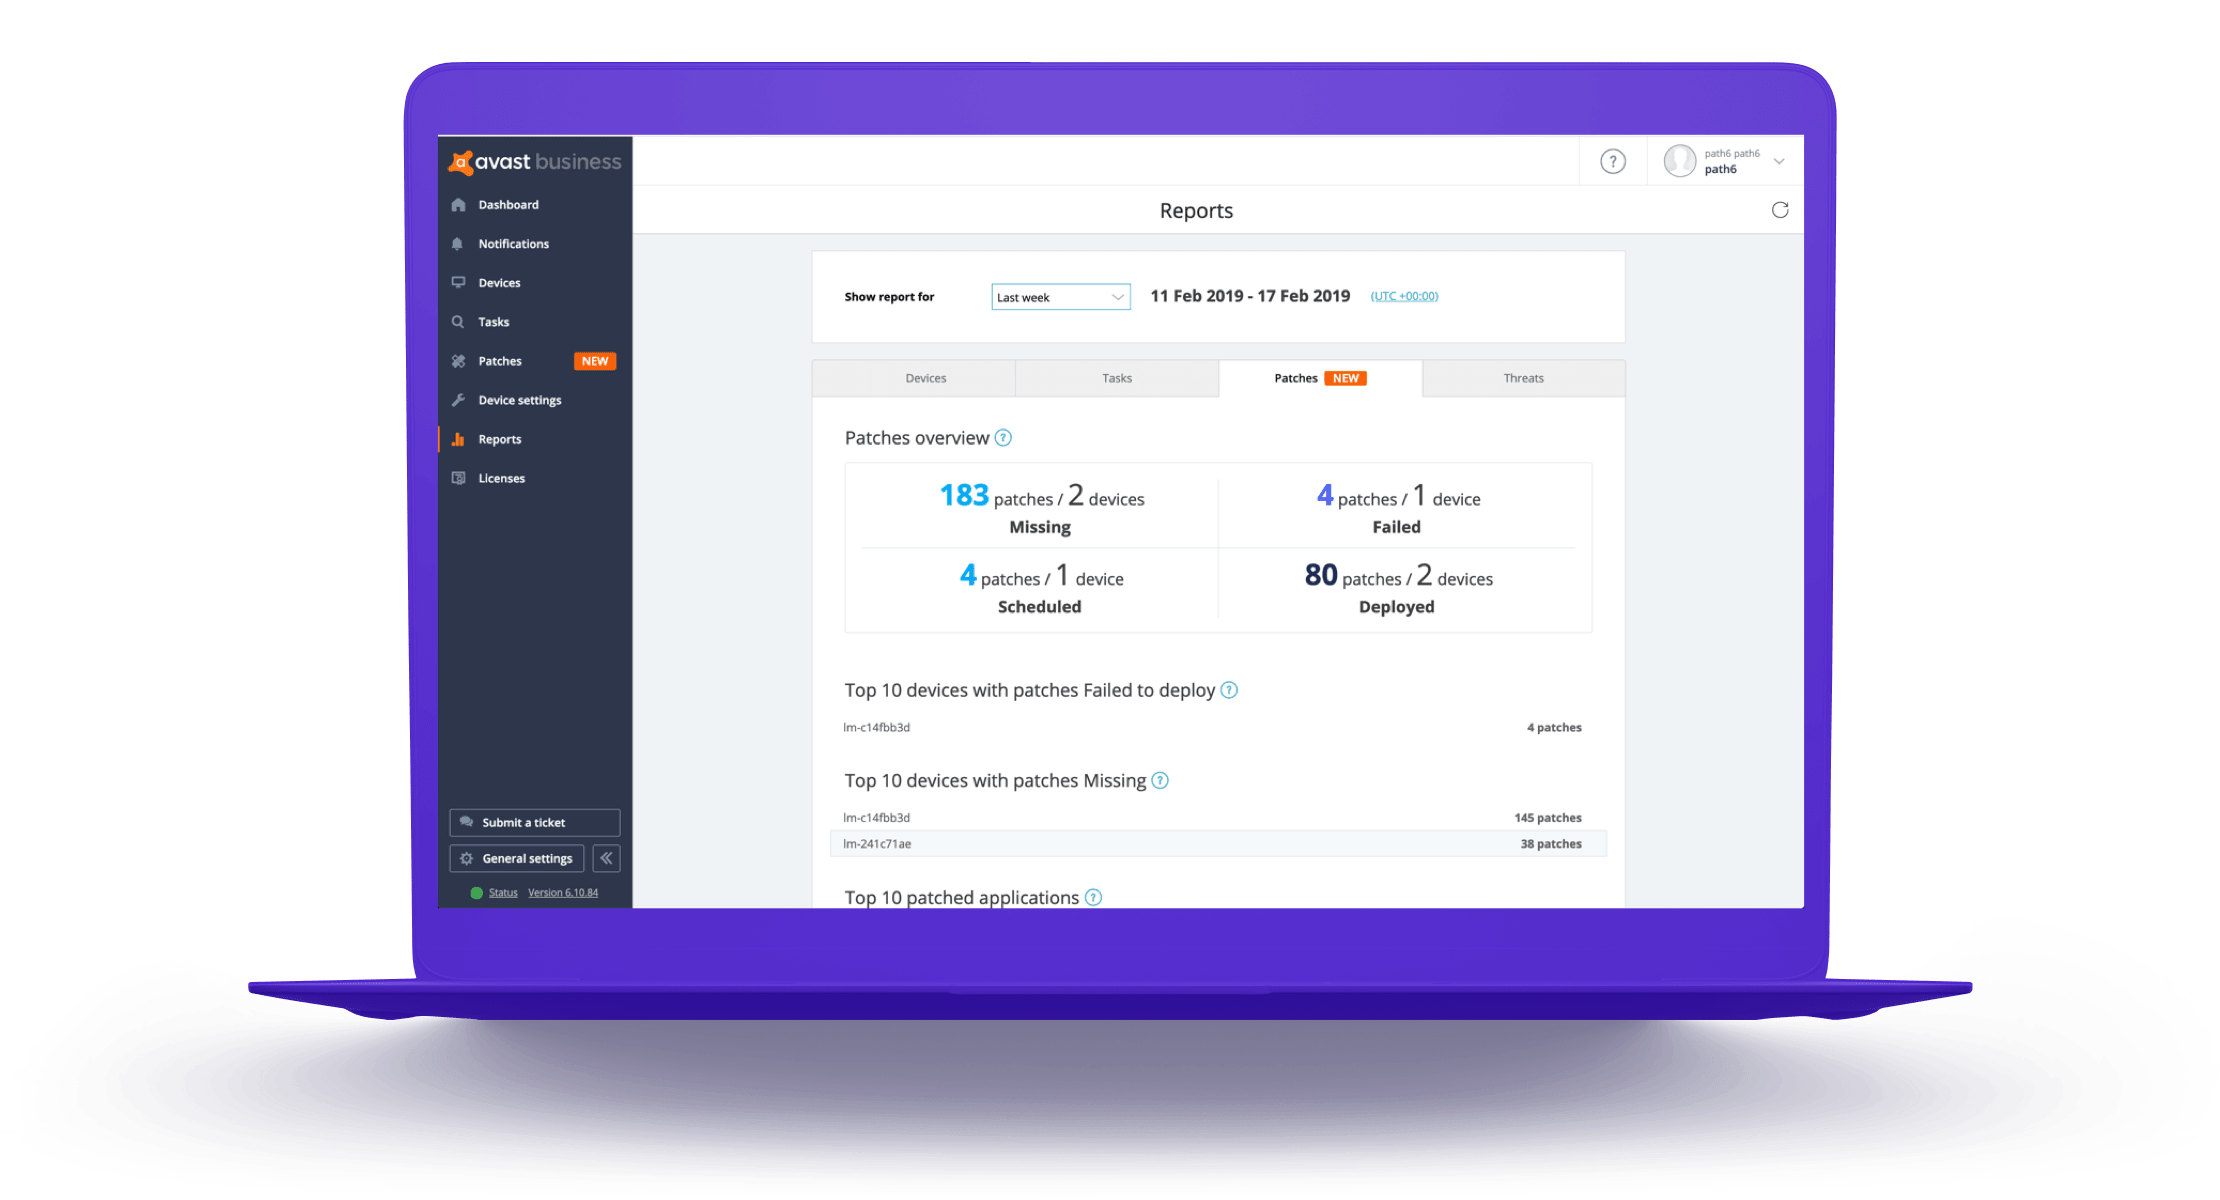 avast business
path6 path6
path6
Dashboard
Notifications
Devices
Tasks
Patches NEW
Device settings
Reports
Licenses
Submit a ticket
General settings
Status Version 6.10.84
Reports
Show report for Last week 11 Feb 2019 - 17 Feb 2019 (UTC +00:00)
Devices Tasks Patches NEW Threats
Patches overview ?
183 patches / 2 devices
Missing
4 patches / 1 device
Failed
4 patches / 1 device
Scheduled
80 patches / 2 devices
Deployed
Top 10 devices with patches Failed to deploy ?
lm-c14fbb3d 4 patches
Top 10 devices with patches Missing ?
lm-c14fbb3d 145 patches
lm-241c71ae 38 patches
Top 10 patched applications ?